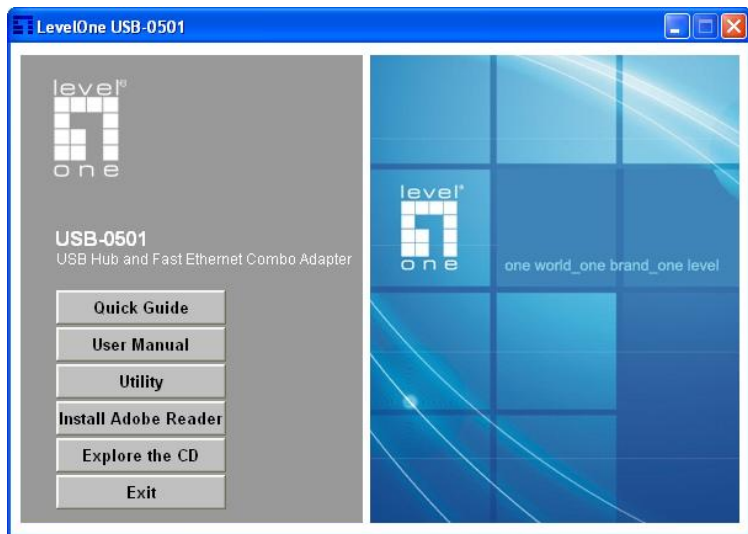 LevelOne USB-0501
level®
one
USB-0501
USB Hub and Fast Ethernet Combo Adapter
Quick Guide
User Manual
Utility
Install Adobe Reader
Explore the CD
Exit
level®
one
one world_one brand_one level